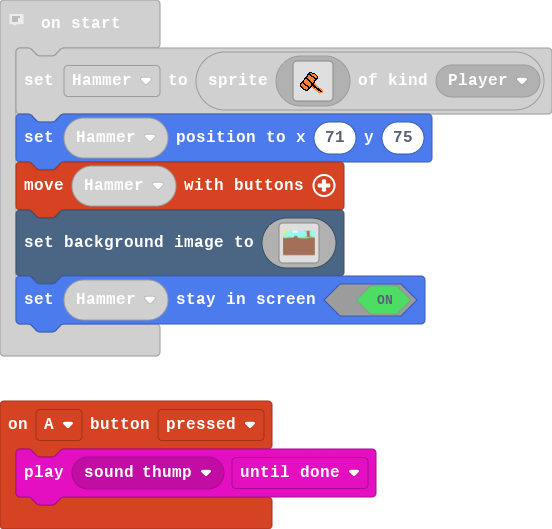 on start
set Hammer to sprite of kind Player
set Hammer position to x 71 y 75
move Hammer with buttons
set background image to
set Hammer stay in screen ON
on A button pressed
play sound thump until done